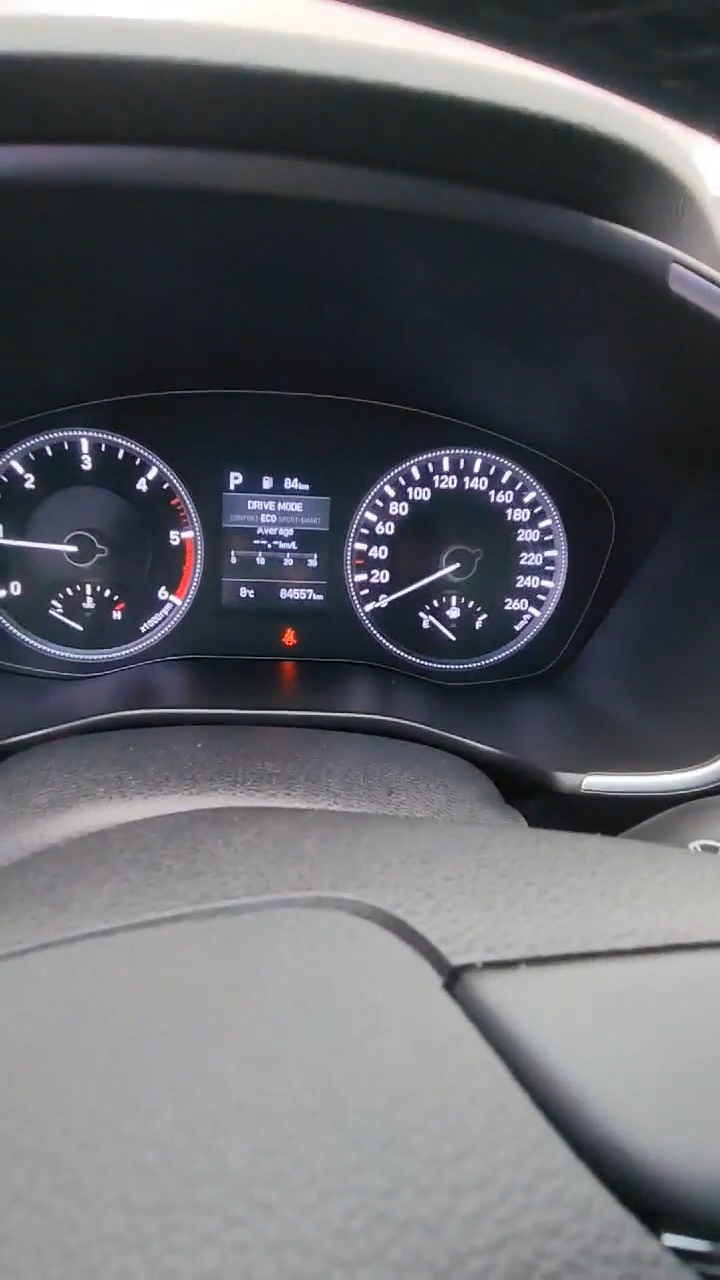 P 84km
DRIVE MODE
COMFORT ECO SPORT SMART
Average
--.-km/L
0 10 20 30
8°C 84557km
0 1 2 3 4 5 6
x1000rpm
H
0 20 40 60 80 100 120 140 160 180 200 220 240 260
km/h
E F